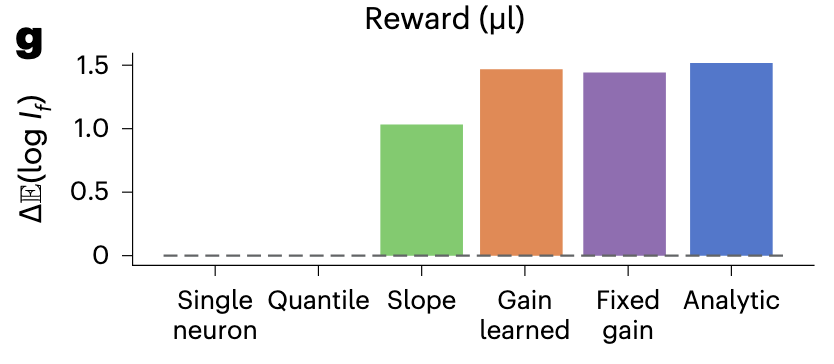 Reward (µl)
g
Δ𝔼(log I_f)
1.5
1.0
0.5
0
Single neuron
Quantile
Slope
Gain learned
Fixed gain
Analytic